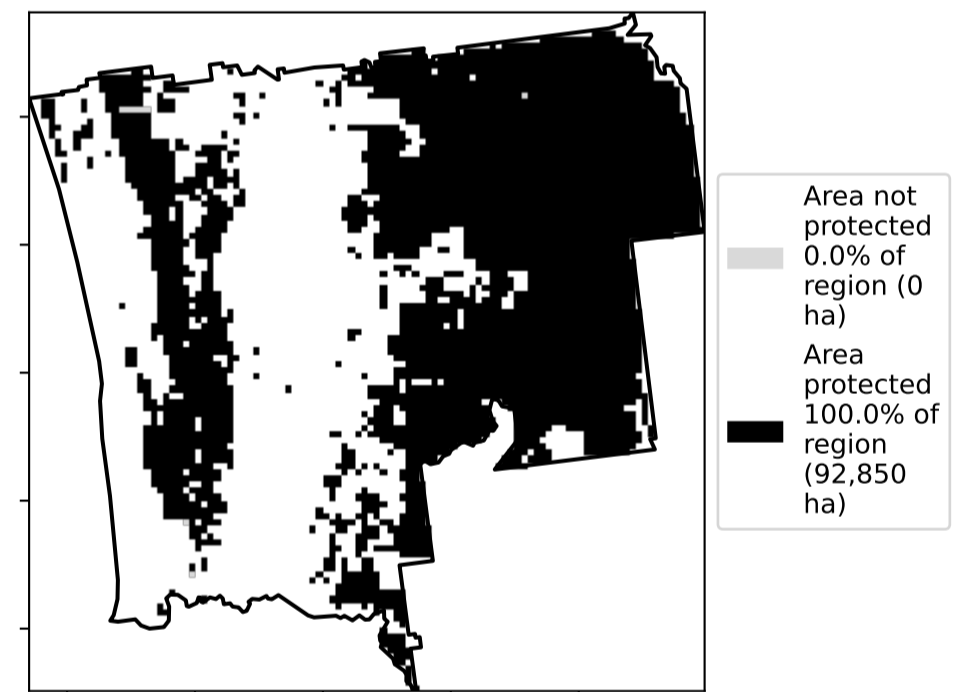 Area not
protected
0.0% of
region (0
ha)
Area
protected
100.0% of
region
(92,850
ha)